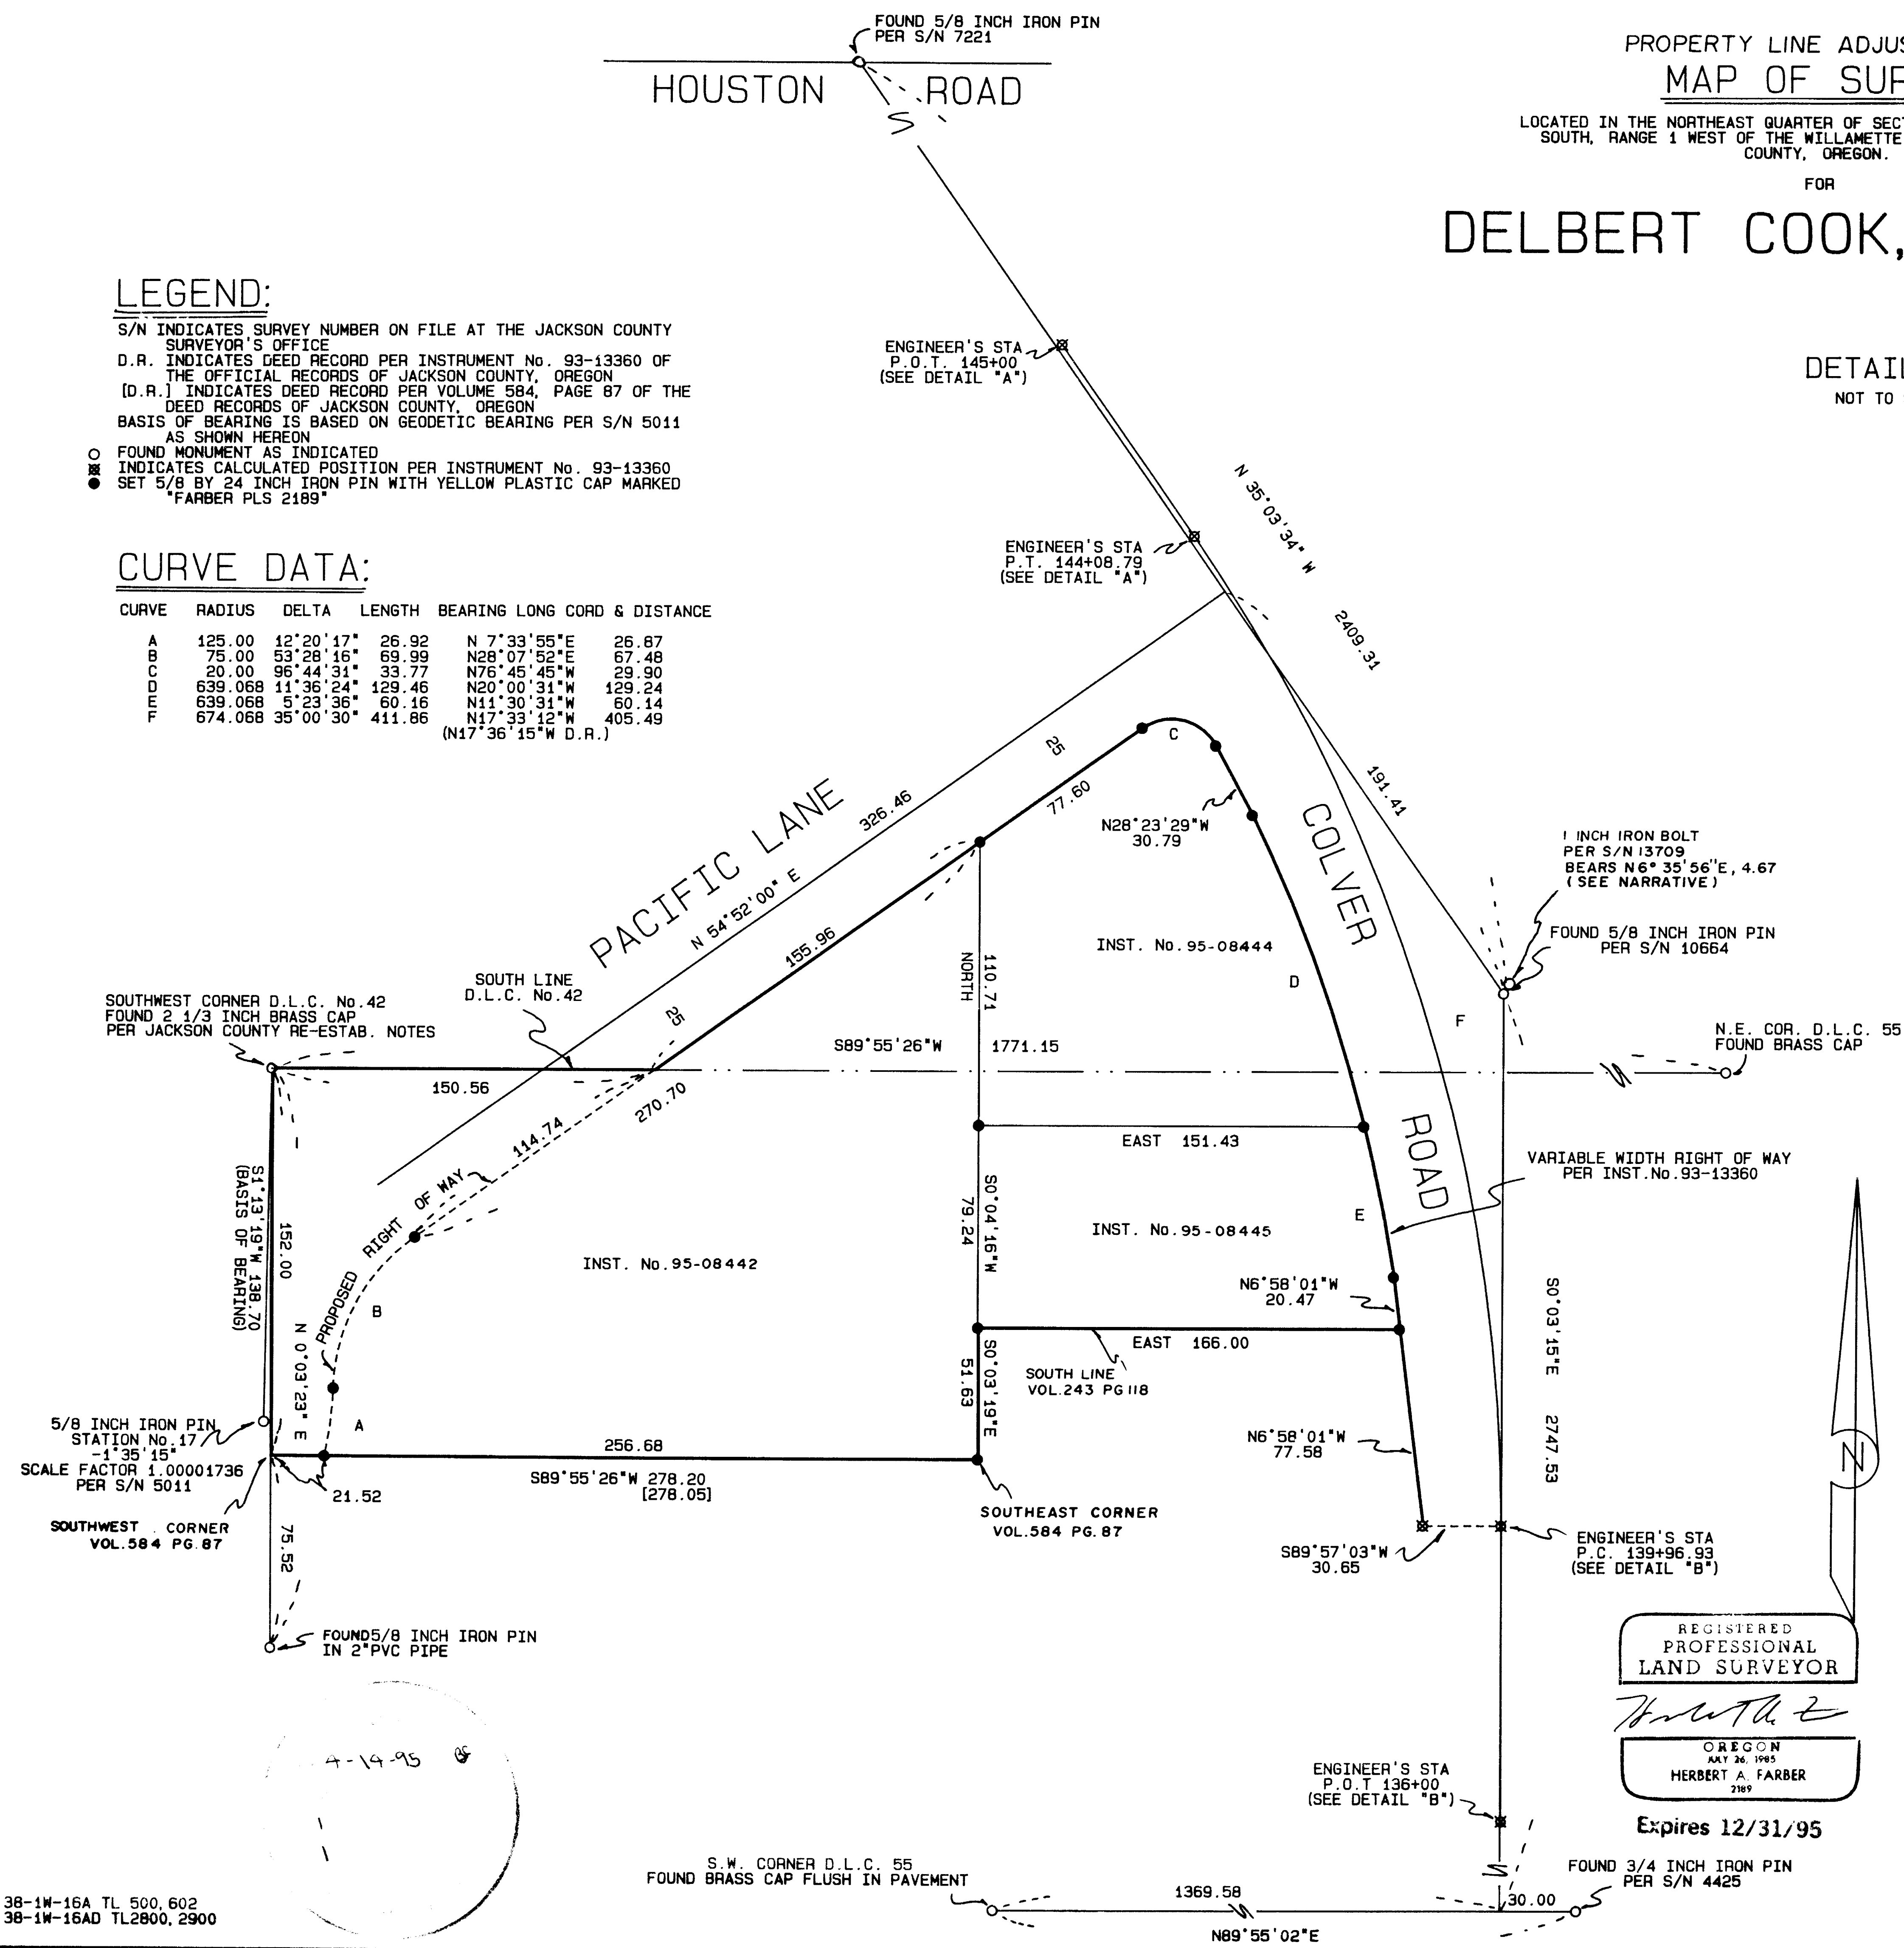 FOUND 5/8 INCH IRON PIN
PER S/N 7221
HOUSTON ROAD
PROPERTY LINE
MAP OF
LOCATED IN THE NORTHEAST QUARTER OF
SOUTH, RANGE 1 WEST OF THE WILLAMETTE
COUNTY, OREGON.
FOR
DELBERT COOK,
NOT TO
LEGEND:
S/N INDICATES SURVEY NUMBER ON FILE AT THE JACKSON COUNTY
SURVEYOR'S OFFICE
D.R. INDICATES DEED RECORD PER INSTRUMENT No. 93-13360 OF
THE OFFICIAL RECORDS OF JACKSON COUNTY, OREGON
[D.R.] INDICATES DEED RECORD PER VOLUME 584, PAGE 87 OF THE
DEED RECORDS OF JACKSON COUNTY, OREGON
BASIS OF BEARING IS BASED ON GEODETIC BEARING PER S/N 5011
AS SHOWN HEREON
FOUND MONUMENT AS INDICATED
INDICATES CALCULATED POSITION PER INSTRUMENT No. 93-13360
SET 5/8 BY 24 INCH IRON PIN WITH YELLOW PLASTIC CAP MARKED
"FARBER PLS 2189"
CURVE DATA:
CURVE RADIUS DELTA LENGTH BEARING LONG CORD & DISTANCE
A 125.00 12°20'17" 26.92 N 7°33'55"E 26.87
B 75.00 53°28'16" 69.99 N28°07'52"E 67.48
C 20.00 96°44'31" 33.77 N76°45'45"W 29.90
D 639.068 11°36'24" 129.46 N20°00'31"W 129.24
E 639.068 5°23'36" 60.16 N11°30'31"W 60.14
F 674.068 35°00'30" 411.86 N17°33'12"W 405.49
(N17°36'15"W D.R.)
ENGINEER'S STA
P.O.T. 145+00
(SEE DETAIL "A")
ENGINEER'S STA
P.T. 144+08.79
(SEE DETAIL "A")
N 35°03'34" W
2409.31
191.41
25
C
77.60
326.46
PACIFIC LANE
N 54°52'00" E
155.96
25
N28°23'29"W
30.79
COLVER
ROAD
1 INCH IRON BOLT
PER S/N 13709
BEARS N6° 35'56"E, 4.67
(SEE NARRATIVE)
FOUND 5/8 INCH IRON PIN
PER S/N 10664
INST. No.95-08444
D
F
110.71
NORTH
SOUTH LINE
D.L.C. No.42
SOUTHWEST CORNER D.L.C. No.42
FOUND 2 1/3 INCH BRASS CAP
PER JACKSON COUNTY RE-ESTAB. NOTES
N.E. COR. D.L.C. 55
FOUND BRASS CAP
S89°55'26"W 1771.15
150.56
270.70
114.74
EAST 151.43
VARIABLE WIDTH RIGHT OF WAY
PER INST.No.93-13360
PROPOSED RIGHT OF WAY
S1°13'19"W 138.70
(BASIS OF BEARING)
152.00
N 0°03'23" E
S0°04'16"W
79.24
E
INST. No.95-08445
INST. No.95-08442
B
N6°58'01"W
20.47
S0°03'15"E 2747.53
EAST 166.00
SOUTH LINE
VOL.243 PG 118
S0°03'19"E
51.63
A
5/8 INCH IRON PIN
STATION No.17
-1°35'15"
SCALE FACTOR 1.00001736
PER S/N 5011
256.68
S89°55'26"W 278.20
[278.05]
21.52
N6°58'01"W
77.58
SOUTHWEST CORNER
VOL.584 PG.87
SOUTHEAST CORNER
VOL.584 PG.87
75.52
S89°57'03"W
30.65
ENGINEER'S STA
P.C. 139+96.93
(SEE DETAIL "B")
FOUND5/8 INCH IRON PIN
IN 2"PVC PIPE
N
REGISTERED
PROFESSIONAL
LAND SURVEYOR
OREGON
JULY 26, 1985
HERBERT A. FARBER
2189
Expires 12/31/95
4-14-95
ENGINEER'S STA
P.O.T 136+00
(SEE DETAIL "B")
S.W. CORNER D.L.C. 55
FOUND BRASS CAP FLUSH IN PAVEMENT
FOUND 3/4 INCH IRON PIN
PER S/N 4425
1369.58
30.00
N89°55'02"E
38-1W-16A TL 500,602
38-1W-16AD TL2800,2900